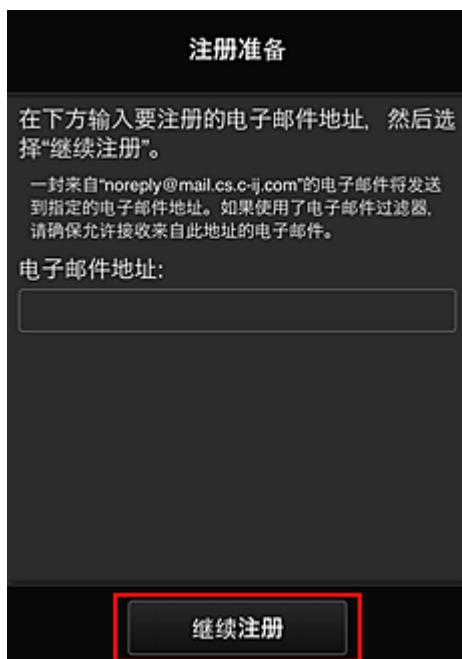 注册准备
在下方输入要注册的电子邮件地址，然后选
择“继续注册”。
一封来自“noreply@mail.cs.c-ij.com”的电子邮件将发送
到指定的电子邮件地址。如果使用了电子邮件过滤器，
请确保允许接收来自此地址的电子邮件。
电子邮件地址:
继续注册